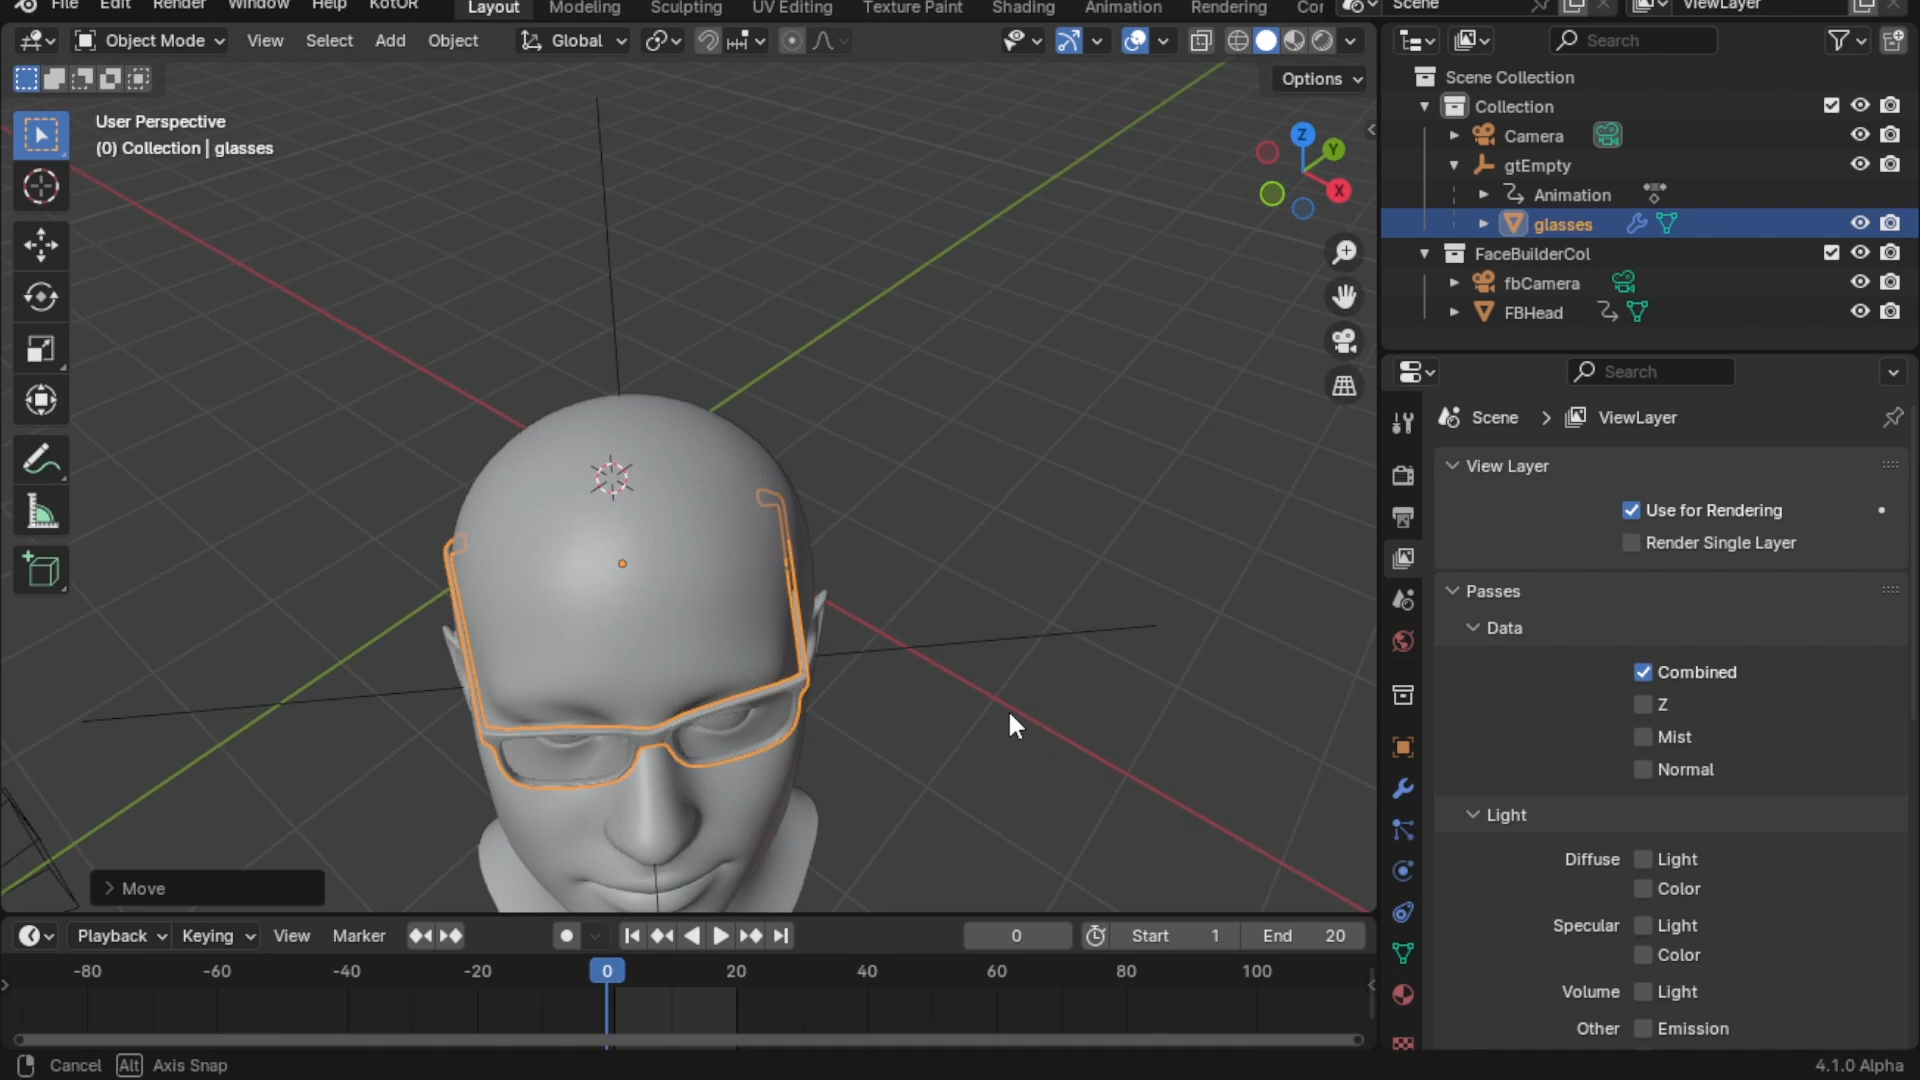 File Edit Render Window Help KotOR Layout Modeling Sculpting UV Editing Texture Paint Shading Animation Rendering Scene ViewLayer
Object Mode View Select Add Object Global Search
Options
User Perspective
(0) Collection | glasses
Z
Y
X
Scene Collection
Collection
Camera
gtEmpty
Animation
glasses
FaceBuilderCol
fbCamera
FBHead
Search
Scene > ViewLayer
View Layer
Use for Rendering
Render Single Layer
Passes
Data
Combined
Z
Mist
Normal
Light
Diffuse Light
Color
Specular Light
Color
Volume Light
Other Emission
> Move
Playback Keying View Marker 0 Start 1 End 20
-80 -60 -40 -20 0 20 40 60 80 100
Cancel Alt Axis Snap 4.1.0 Alpha